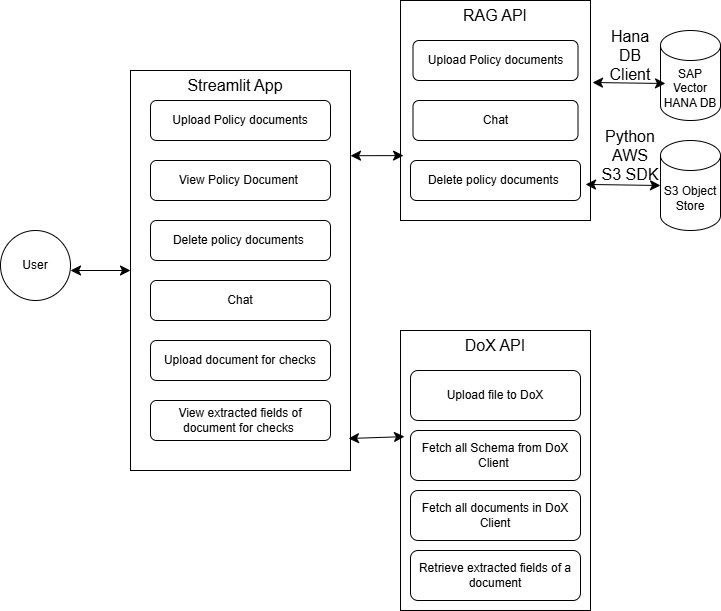 User
Streamlit App
Upload Policy documents
View Policy Document
Delete policy documents
Chat
Upload document for checks
View extracted fields of
document for checks
RAG API
Upload Policy documents
Chat
Delete policy documents
Hana
DB
Client
SAP
Vector
HANA DB
Python
AWS
S3 SDK
S3 Object
Store
DoX API
Upload file to DoX
Fetch all Schema from DoX
Client
Fetch all documents in DoX
Client
Retrieve extracted fields of a
document